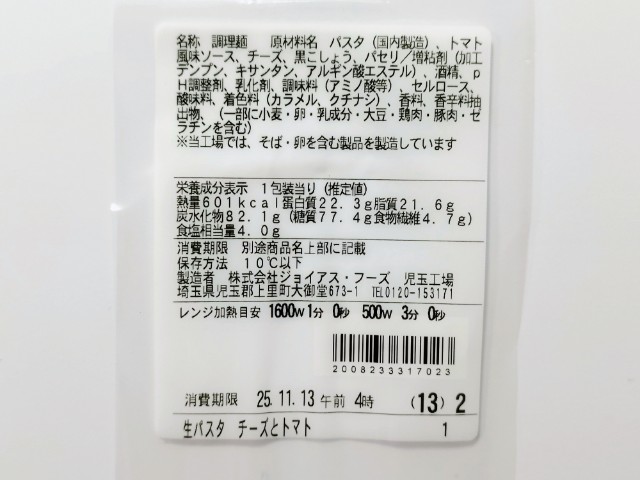 名称　調理麺　　原材料名　パスタ（国内製造）、トマト
風味ソース、チーズ、黒こしょう、パセリ／増粘剤（加工
デンプン、キサンタン、アルギン酸エステル）、酒精、ｐ
Ｈ調整剤、乳化剤、調味料（アミノ酸等）、セルロース、
酸味料、着色料（カラメル、クチナシ）、香料、香辛料抽
出物、（一部に小麦・卵・乳成分・大豆・鶏肉・豚肉・ゼ
ラチンを含む）
※当工場では、そば・卵を含む製品を製造しています
栄養成分表示　１包装当り（推定値）
熱量６０１ｋｃａｌ蛋白質２２．３ｇ脂質２１．６ｇ
炭水化物８２．１ｇ（糖質７７．４ｇ食物繊維４．７ｇ）
食塩相当量４．０ｇ
消費期限　別途商品名上部に記載
保存方法　１０℃以下
製造者　株式会社ジョイアス・フーズ　児玉工場
埼玉県児玉郡上里町大御堂673-1　TEL0120-153171
レンジ加熱目安　1600W 1分　0秒　500W　3分　0秒
2008233317023
消費期限　25.11.13 午前　4時　　(13) 2
生パスタ　チーズとトマト　　1